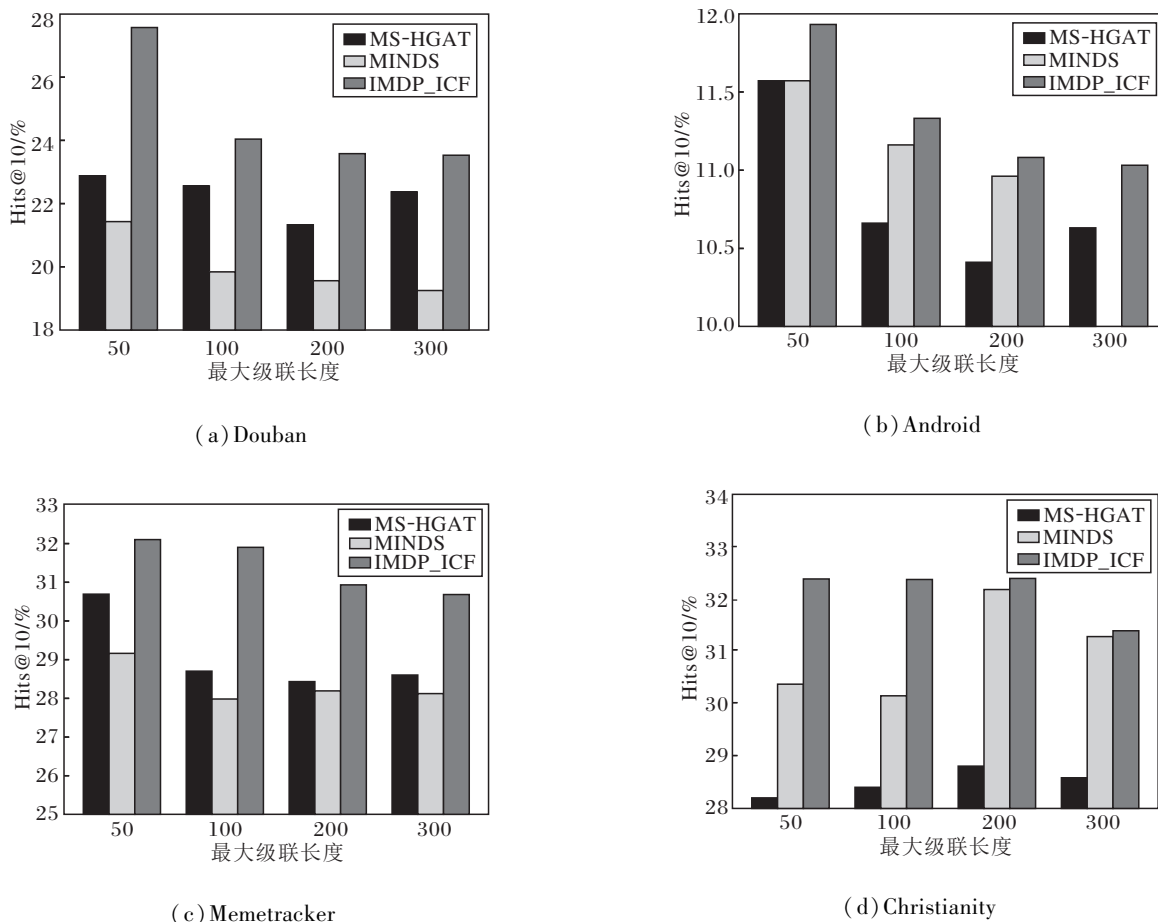 28
26
24
22
20
18
Hits@10/%
MS-HGAT
MINDS
IMDP_ICF
50 100 200 300
最大级联长度
(a)Douban
12.0
11.5
11.0
10.5
10.0
Hits@10/%
MS-HGAT
MINDS
IMDP_ICF
50 100 200 300
最大级联长度
(b)Android
33
32
31
30
29
28
27
26
25
Hits@10/%
MS-HGAT
MINDS
IMDP_ICF
50 100 200 300
最大级联长度
(c)Memetracker
34
33
32
31
30
29
28
Hits@10/%
MS-HGAT
MINDS
IMDP_ICF
50 100 200 300
最大级联长度
(d)Christianity